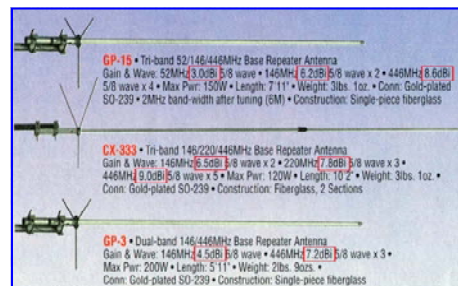 GP-15 • Tri-band 52/146/446MHz Base Repeater Antenna
Gain & Wave: 52MHz 3.0dBi 5/8 wave • 146MHz 6.2dBi 5/8 wave x 2 • 446MHz 8.6dBi
5/8 wave x 4 • Max Pwr: 150W • Length: 7'11" • Weight: 3lbs. 1oz. • Conn: Gold-plated
SO-239 • 2MHz band-width after tuning (6M) • Construction: Single-piece fiberglass
CX-333 • Tri-band 146/220/446MHz Base Repeater Antenna
Gain & Wave: 146MHz 6.5dBi 5/8 wave x 2 • 220MHz 7.8dBi 5/8 wave x 3 •
446MHz 9.0dBi 5/8 wave x 5 • Max Pwr: 120W • Length: 10'2" • Weight: 3lbs. 1oz. •
Conn: Gold-plated SO-239 • Construction: Fiberglass, 2 Sections
GP-3 • Dual-band 146/446MHz Base Repeater Antenna
Gain & Wave: 146MHz 4.5dBi 5/8 wave • 446MHz 7.2dBi 5/8 wave x 3 •
Max Pwr: 200W • Length: 5'11" • Weight: 2lbs. 9ozs. •
Conn: Gold-plated SO-239 • Construction: Single-piece fiberglass